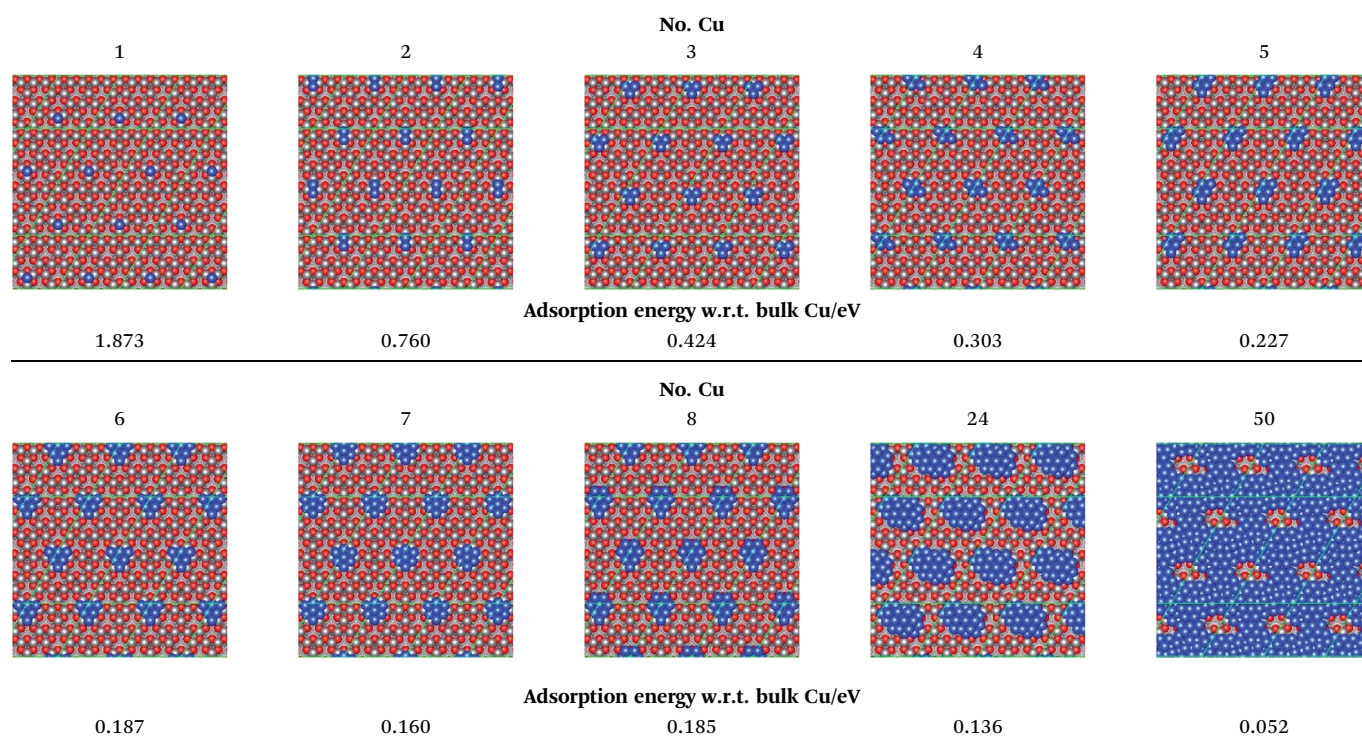 No. Cu
1 2 3 4 5
Adsorption energy w.r.t. bulk Cu/eV
1.873 0.760 0.424 0.303 0.227
No. Cu
6 7 8 24 50
Adsorption energy w.r.t. bulk Cu/eV
0.187 0.160 0.185 0.136 0.052